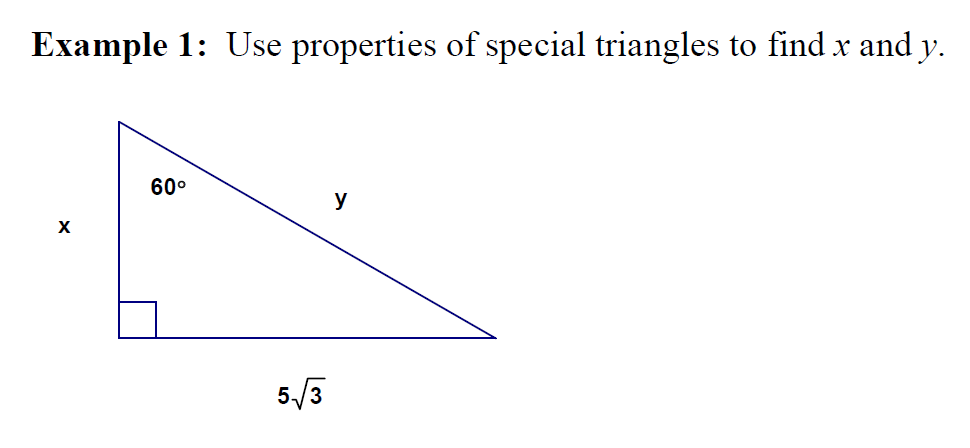 Example 1: Use properties of special triangles to find x and y.
60°
y
x
5√3